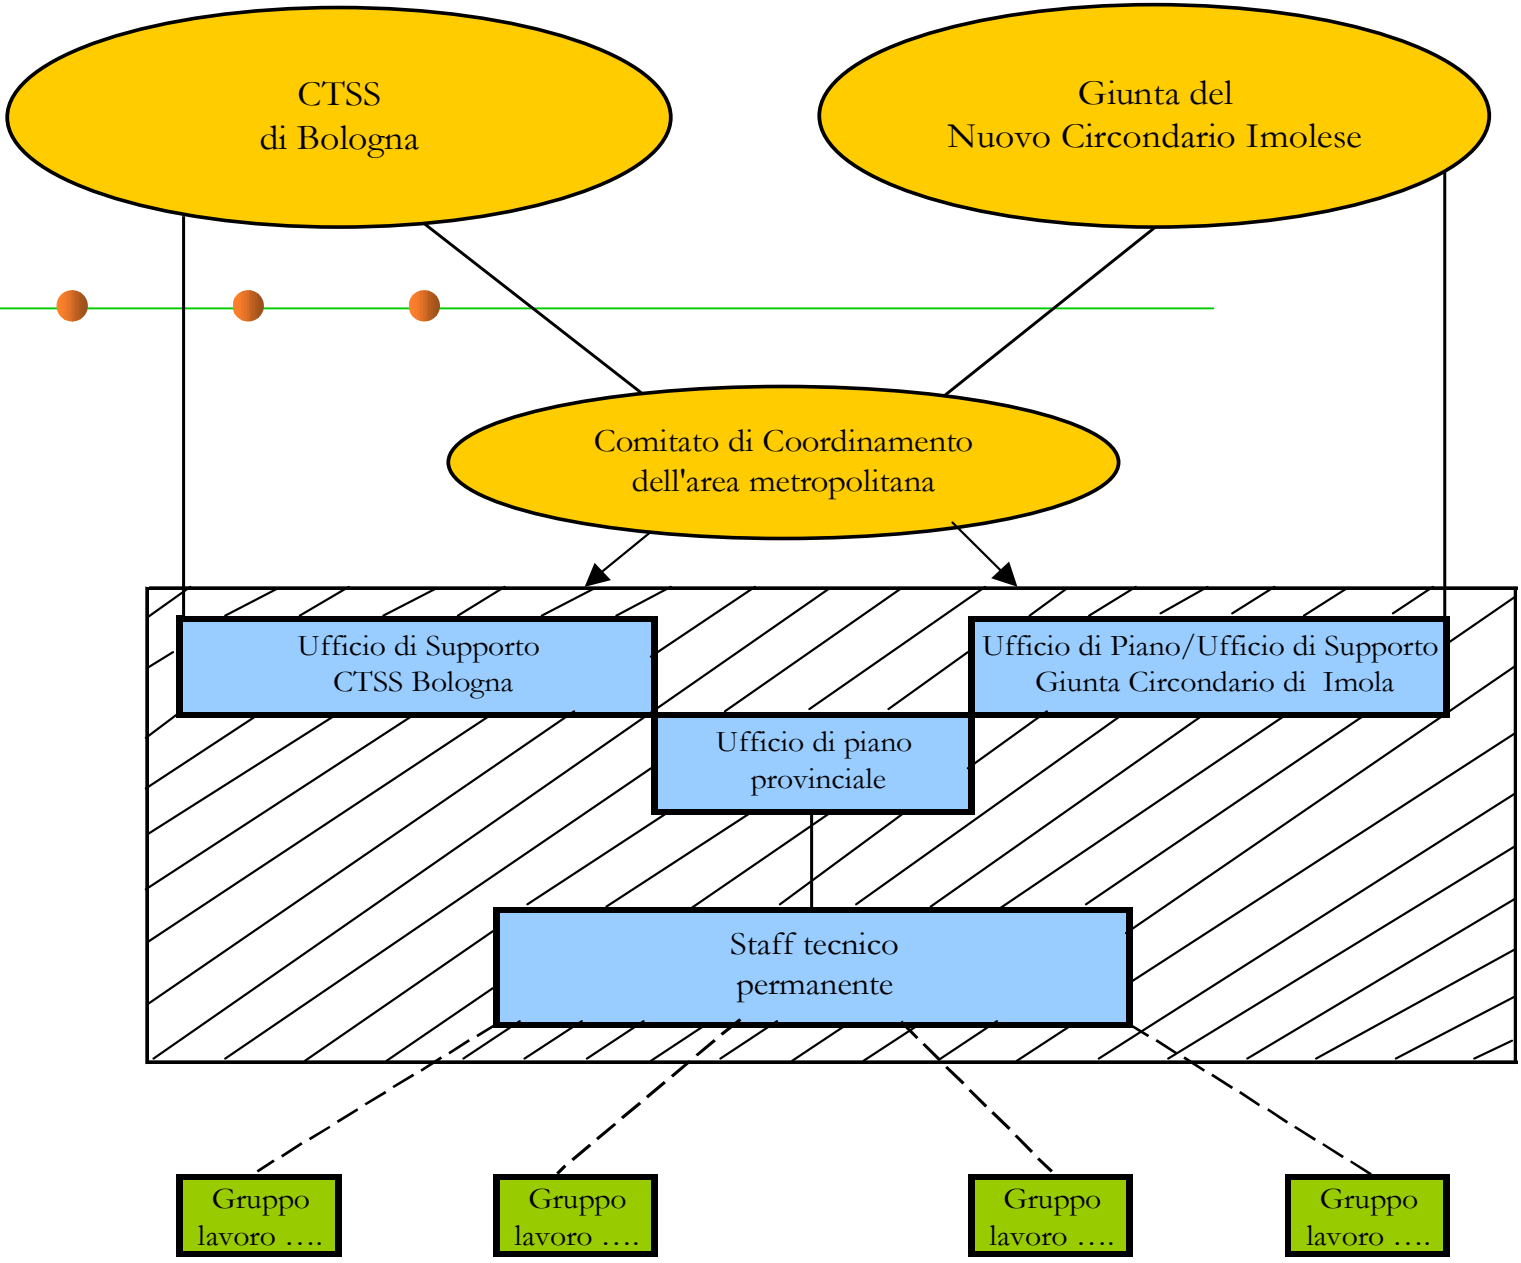 CTSS
di Bologna
Giunta del
Nuovo Circondario Imolese
Comitato di Coordinamento
dell'area metropolitana
Ufficio di Supporto
CTSS Bologna
Ufficio di Piano/Ufficio di Supporto
Giunta Circondario di Imola
Ufficio di piano
provinciale
Staff tecnico
permanente
Gruppo
lavoro ….
Gruppo
lavoro ….
Gruppo
lavoro ….
Gruppo
lavoro ….